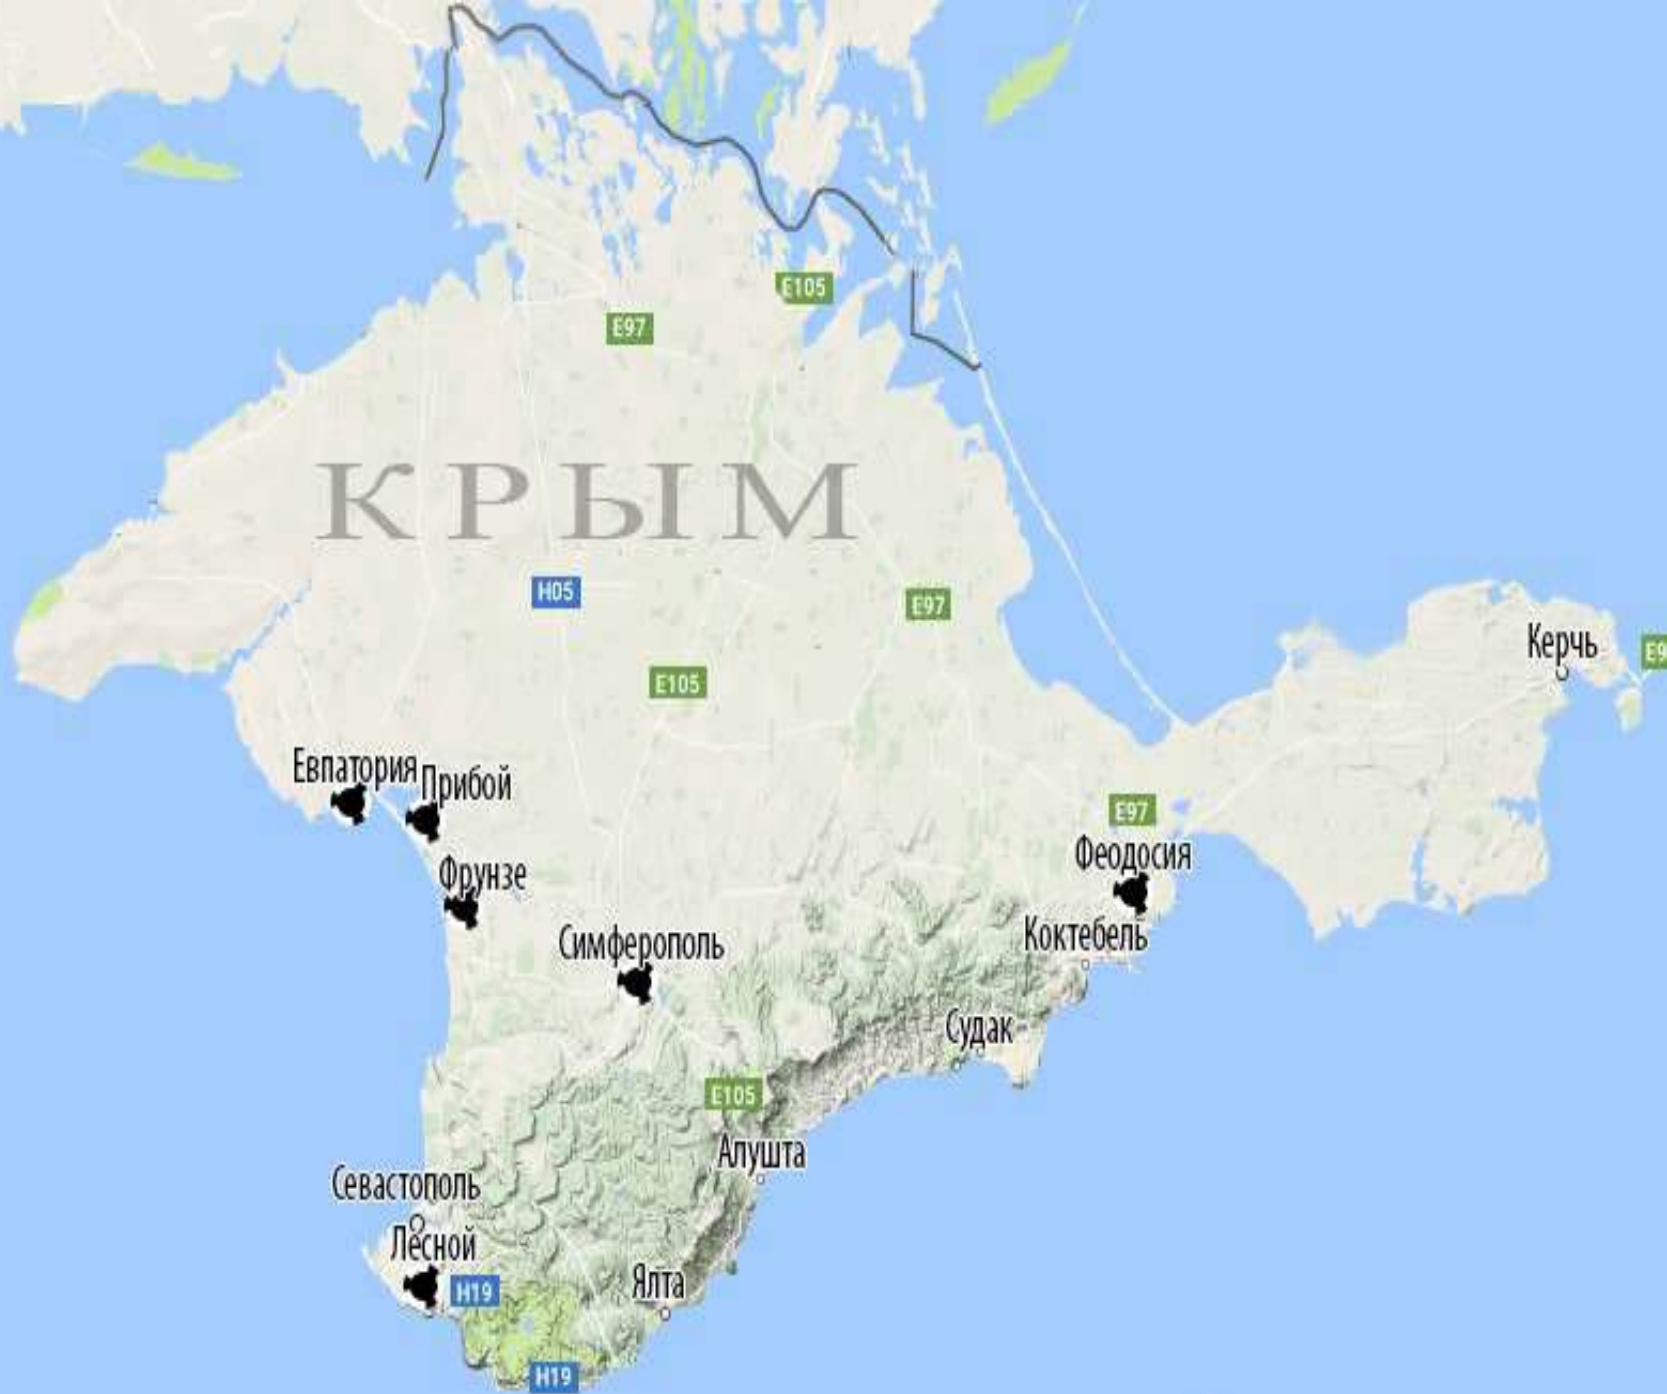 E105
E97
КРЫМ
H05
E97
Керчь
E9
E105
Евпатория
Прибой
E97
Феодосия
Фрунзе
Симферополь
Коктебель
Судак
E105
Алушта
Севастополь
Лесной
H19
Ялта
H19